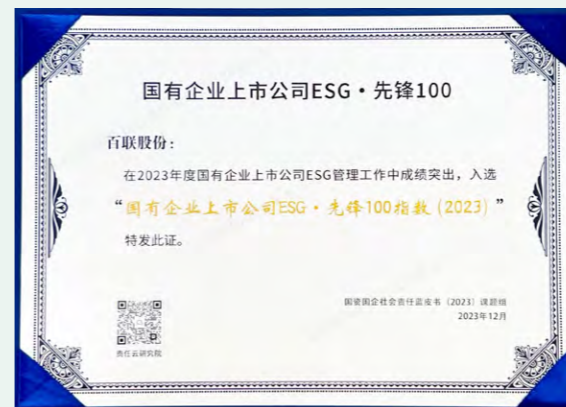 国有企业上市公司ESG·先锋100
百联股份：
在2023年度国有企业上市公司ESG管理工作中成绩突出，入选
“国有企业上市公司ESG·先锋100指数（2023）”
特发此证。
国资国企社会责任蓝皮书（2023）课题组
2023年12月
责任云研究院